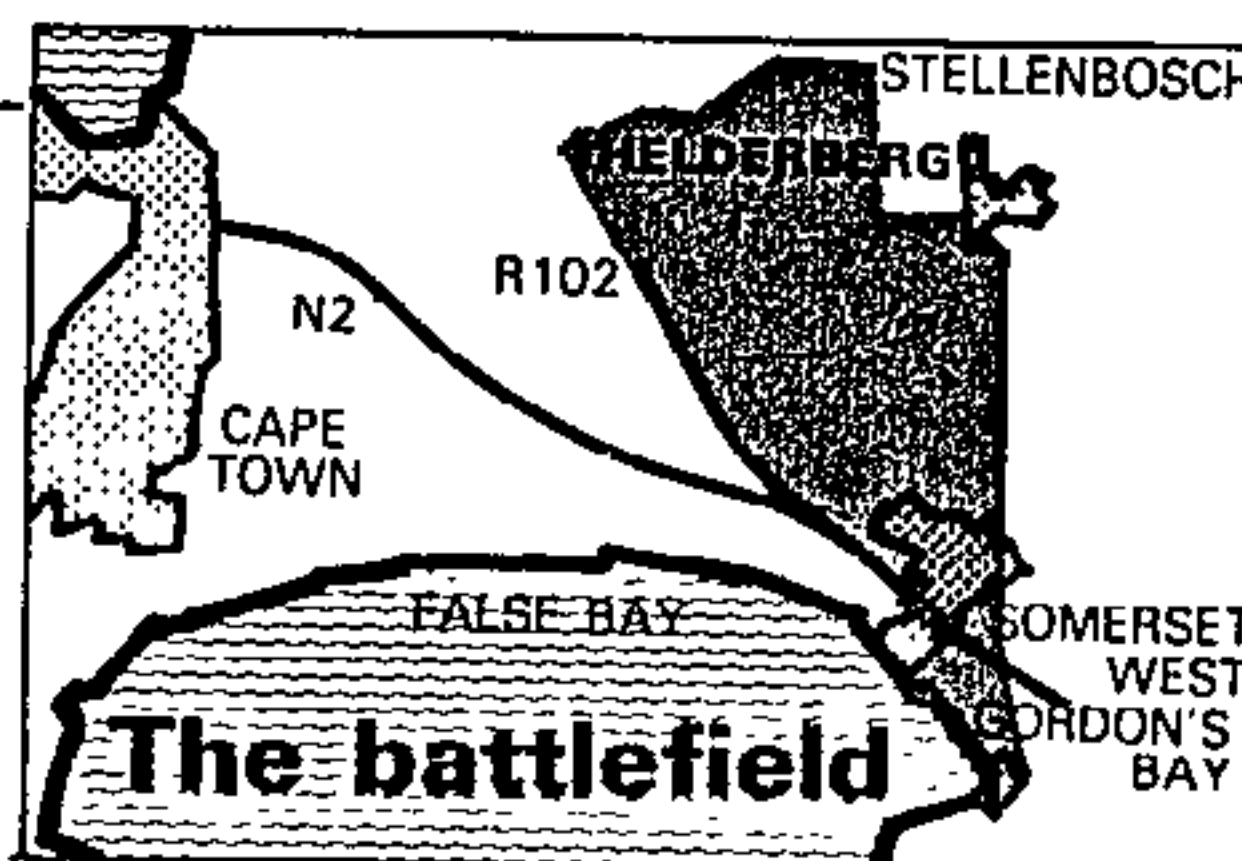 STELLENBOSCH
HELDERBERG
R102
N2
CAPE
TOWN
FALSE BAY
SOMERSET
WEST
GORDON'S
BAY
The battlefield